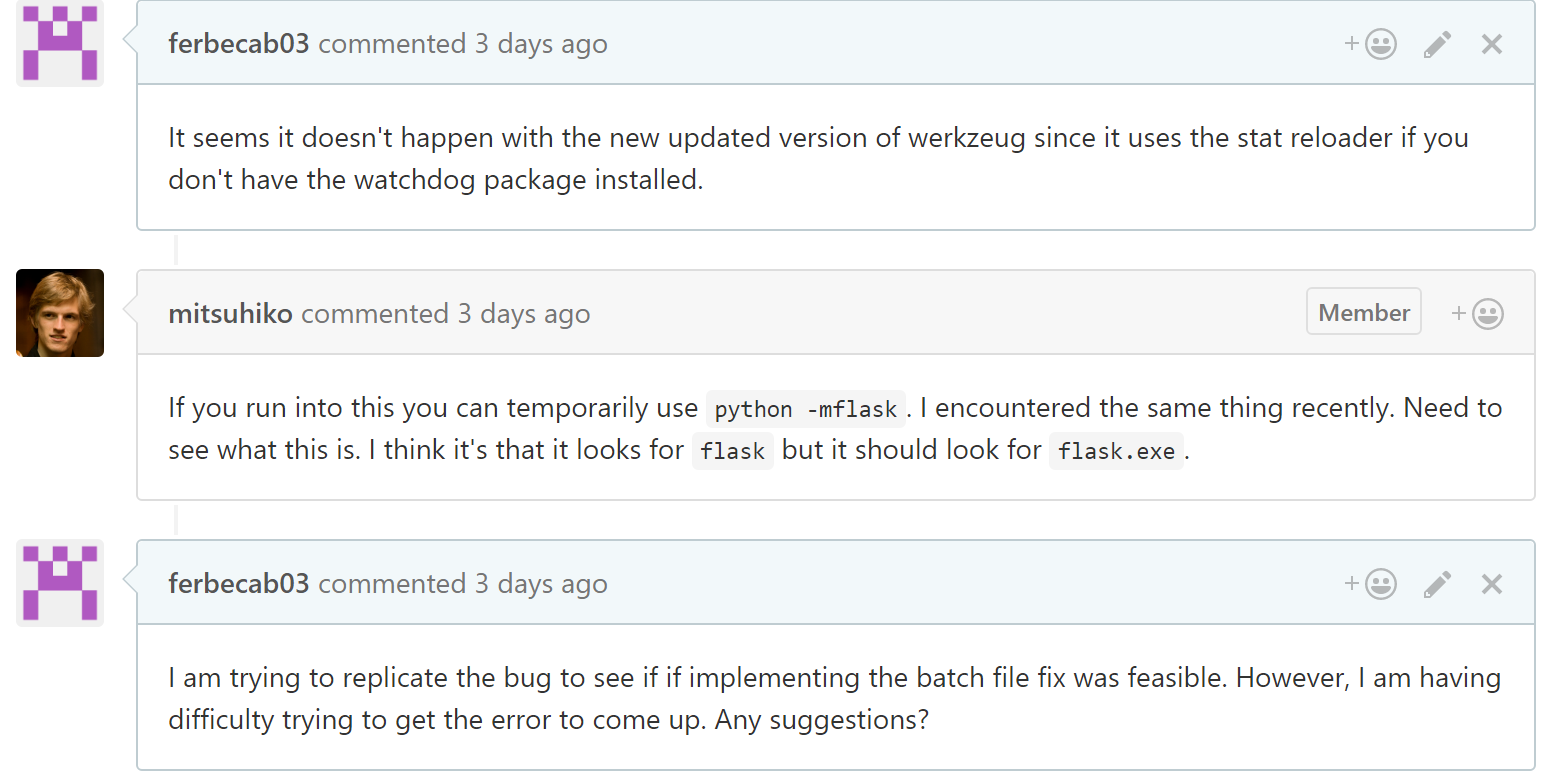 ferbecab03 commented 3 days ago
It seems it doesn't happen with the new updated version of werkzeug since it uses the stat reloader if you
don't have the watchdog package installed.
mitsuhiko commented 3 days ago Member
If you run into this you can temporarily use python -mflask. I encountered the same thing recently. Need to
see what this is. I think it's that it looks for flask but it should look for flask.exe.
ferbecab03 commented 3 days ago
I am trying to replicate the bug to see if if implementing the batch file fix was feasible. However, I am having
difficulty trying to get the error to come up. Any suggestions?